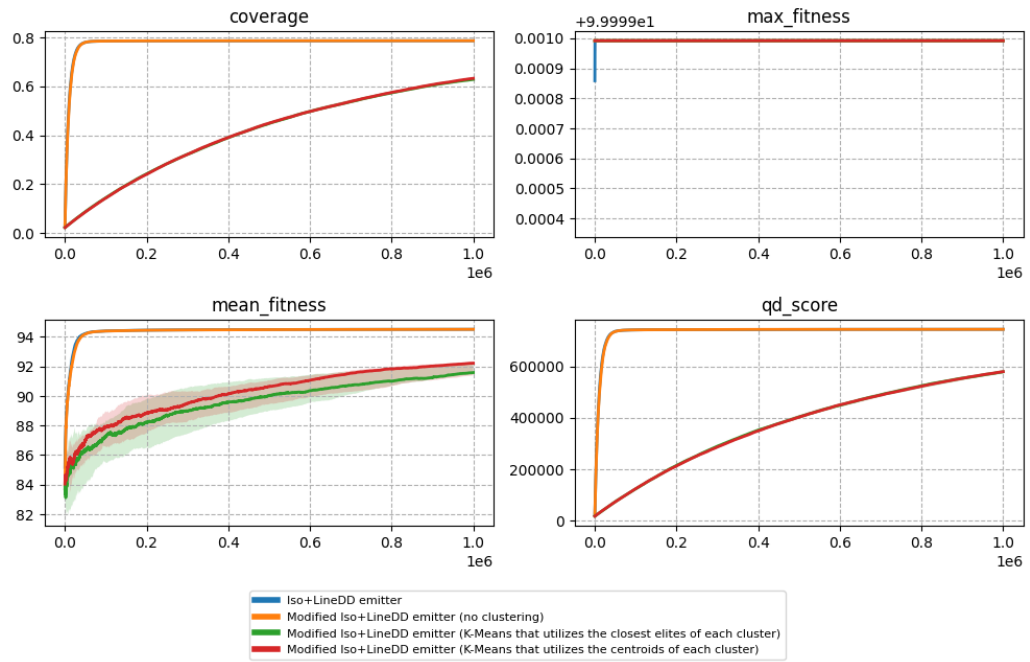 coverage
0.8
0.6
0.4
0.2
0.0
0.0 0.2 0.4 0.6 0.8 1.0
1e6
max_fitness
+9.9999e1
0.0010
0.0009
0.0008
0.0007
0.0006
0.0005
0.0004
0.0 0.2 0.4 0.6 0.8 1.0
1e6
mean_fitness
94
92
90
88
86
84
82
0.0 0.2 0.4 0.6 0.8 1.0
1e6
qd_score
600000
400000
200000
0
0.0 0.2 0.4 0.6 0.8 1.0
1e6
Iso+LineDD emitter
Modified Iso+LineDD emitter (no clustering)
Modified Iso+LineDD emitter (K-Means that utilizes the closest elites of each cluster)
Modified Iso+LineDD emitter (K-Means that utilizes the centroids of each cluster)